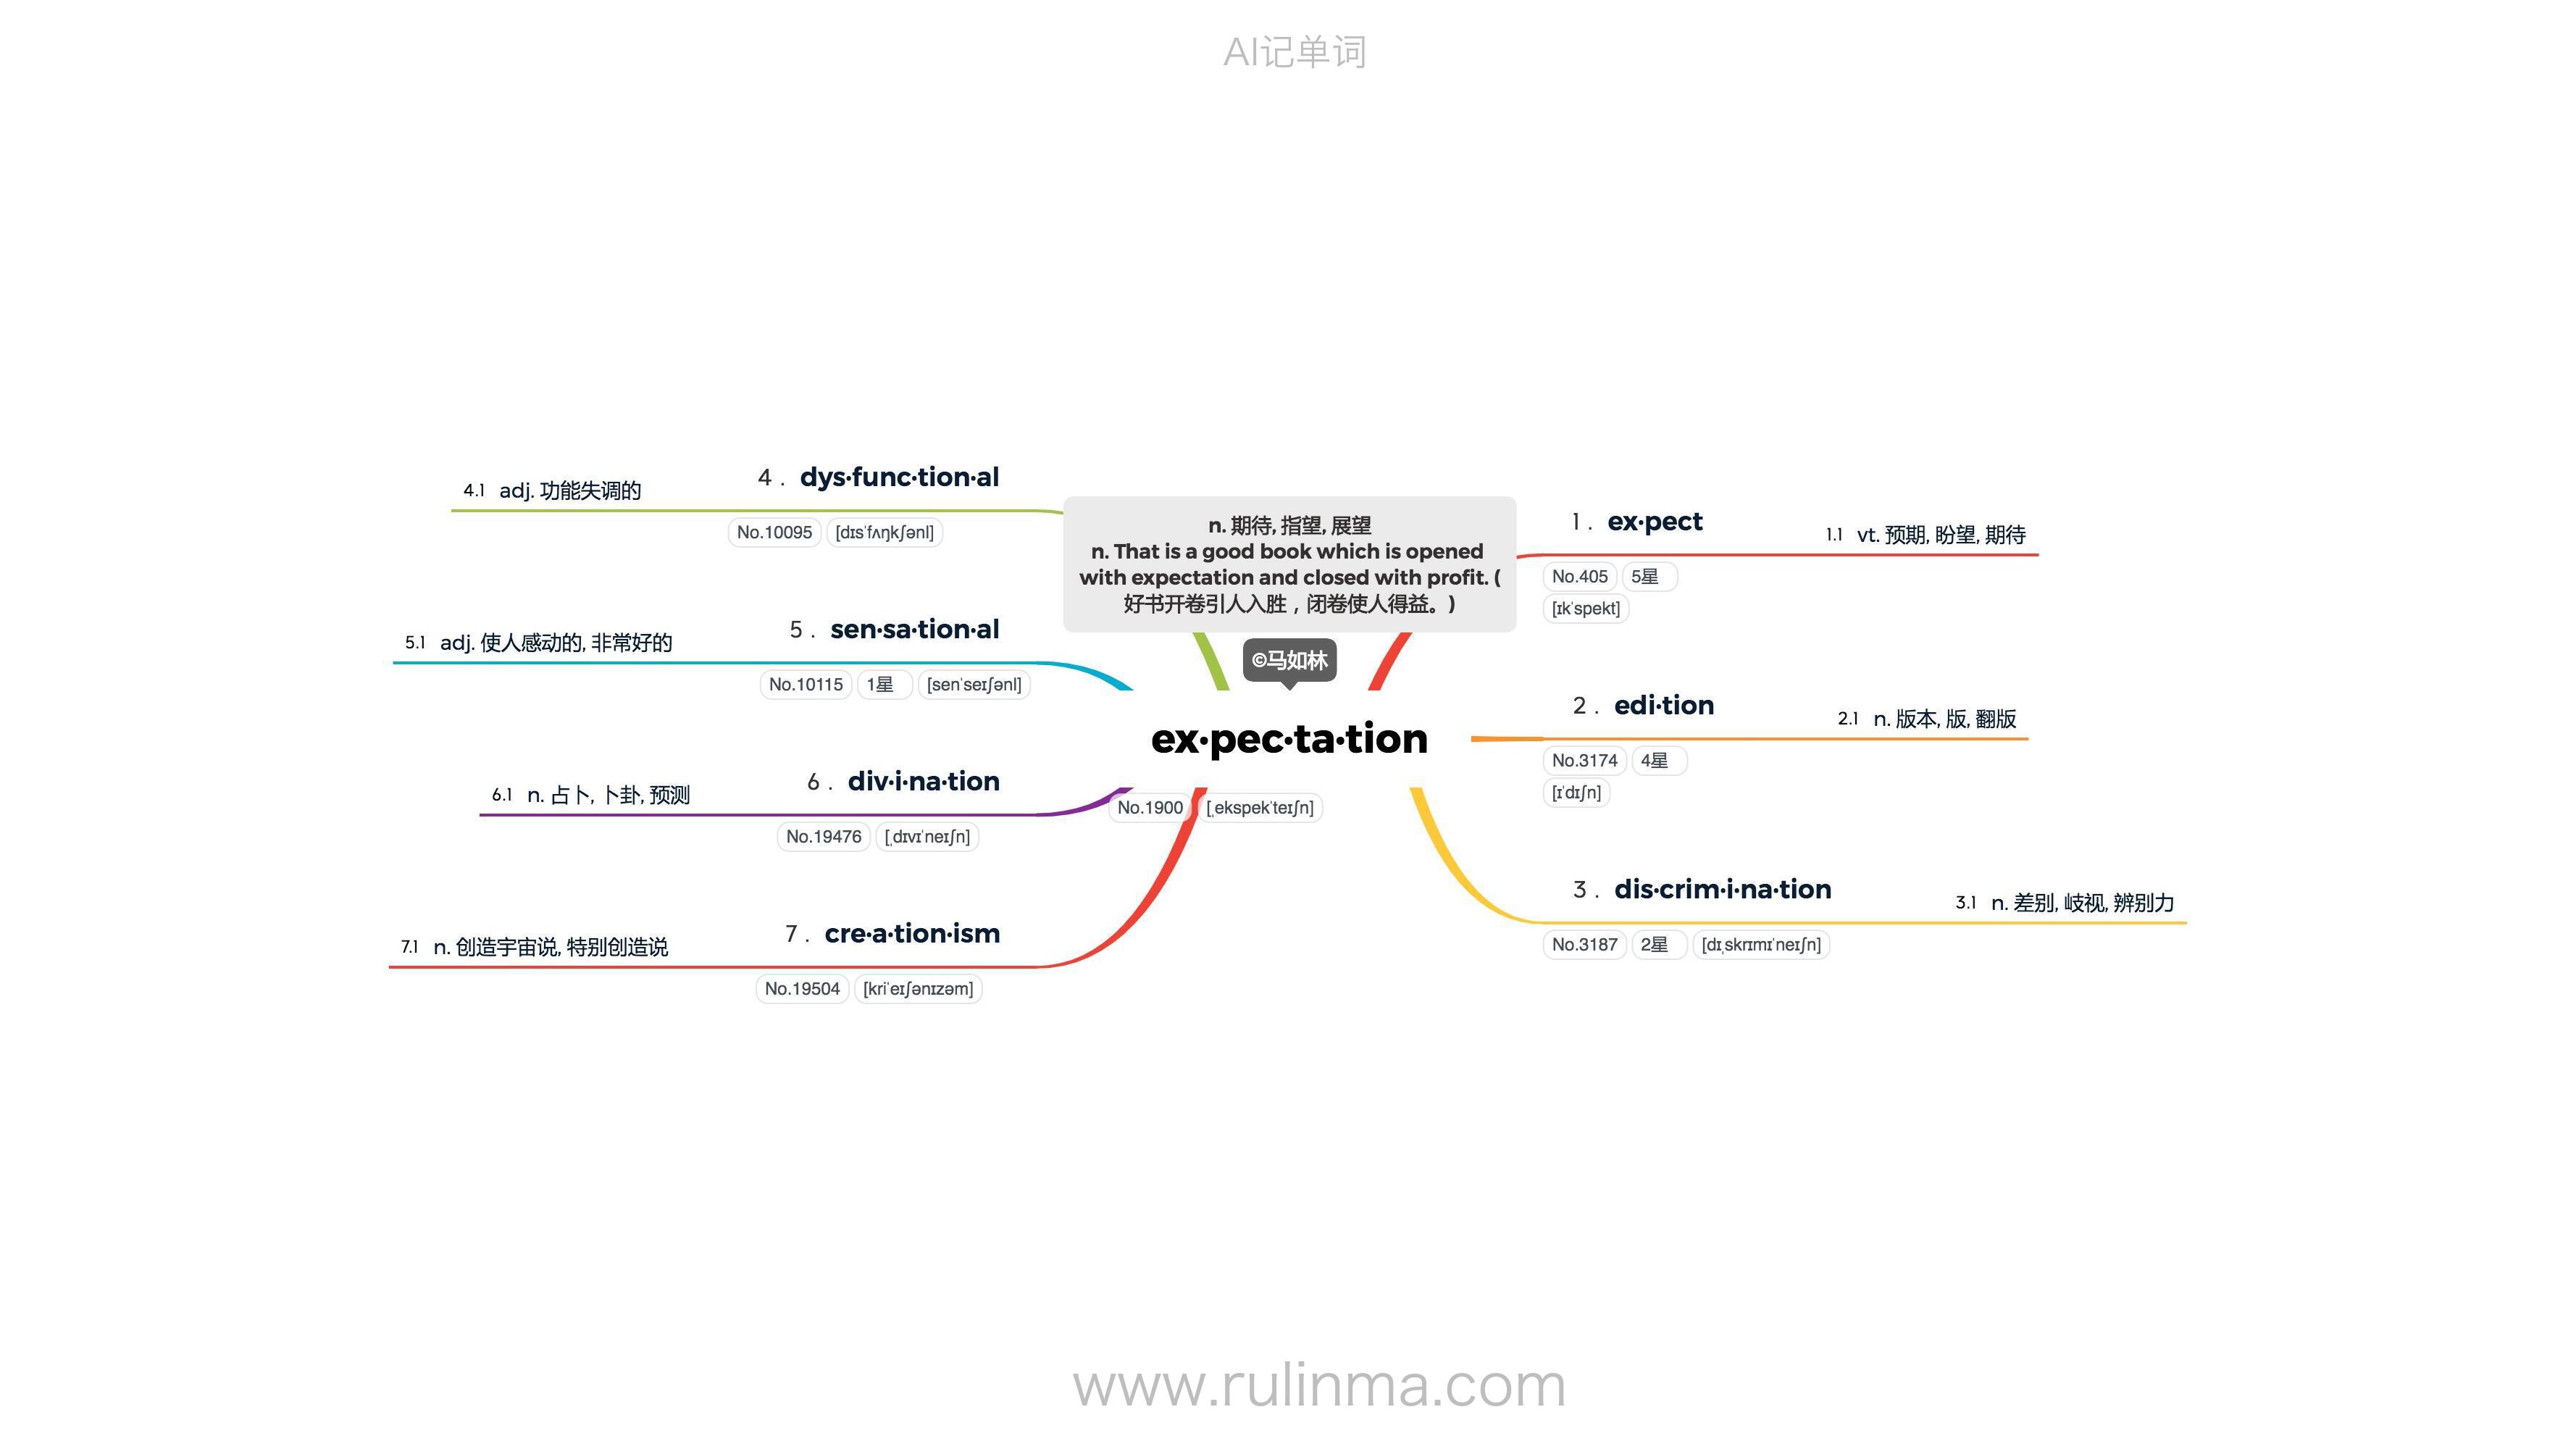 AI记单词
n. 期待, 指望, 展望
n. That is a good book which is opened
with expectation and closed with profit. (
好书开卷引人入胜，闭卷使人得益。)
©马如林
ex·pec·ta·tion
No.1900 [ˌekspekˈteɪʃn]
1 . ex·pect
No.405 5星
[ɪkˈspekt]
1.1 vt. 预期, 盼望, 期待
2 . edi·tion
No.3174 4星
[ɪˈdɪʃn]
2.1 n. 版本, 版, 翻版
3 . dis·crim·i·na·tion
No.3187 2星 [dɪˌskrɪmɪˈneɪʃn]
3.1 n. 差别, 歧视, 辨别力
4 . dys·func·tion·al
No.10095 [dɪsˈfʌŋkʃənl]
4.1 adj. 功能失调的
5 . sen·sa·tion·al
No.10115 1星 [senˈseɪʃənl]
5.1 adj. 使人感动的, 非常好的
6 . div·i·na·tion
No.19476 [ˌdɪvɪˈneɪʃn]
6.1 n. 占卜, 卜卦, 预测
7 . cre·a·tion·ism
No.19504 [kriˈeɪʃənɪzəm]
7.1 n. 创造宇宙说, 特别创造说
www.rulinma.com